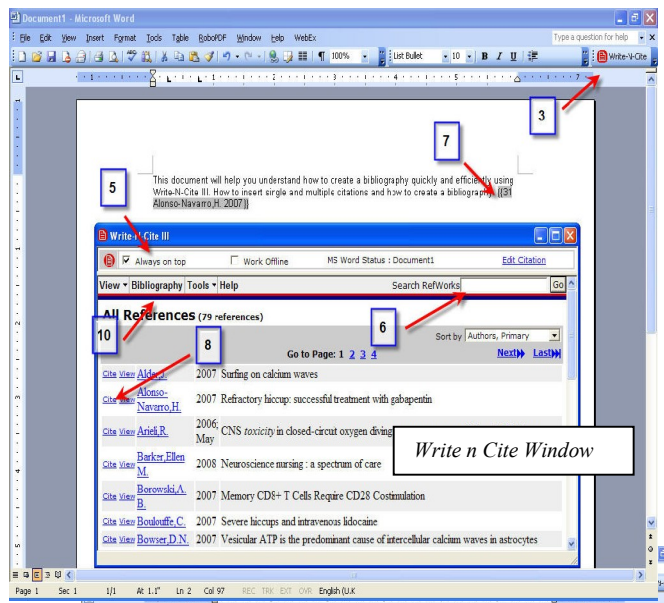 Document1 - Microsoft Word
File Edit View Insert Format Tools Table RoboPDF Window Help WebEx Type a question for help
100% List Bullet 10 B I U Write-N-Cite
3
7
This document will help you understand how to create a bibliography quickly and efficiently using
Write-N-Cite III. How to insert single and multiple citations and how to create a bibliography. {{31
Alonso-Navarro,H. 2007}}
5
Write-N-Cite III
Always on top Work Offline MS Word Status : Document1 Edit Citation
View Bibliography Tools Help Search RefWorks Go
All References (79 references)
10
8
6
Sort by Authors, Primary
Go to Page: 1 2 3 4 Next Last
Cite View 2007 Surfing on calcium waves
Cite View Alonso-Navarro,H. 2007 Refractory hiccup: successful treatment with gabapentin
Cite View Arieli,R. 2006; May CNS toxicity in closed-circuit oxygen diving
Write n Cite Window
Cite View Barker,Ellen M. 2008 Neuroscience nursing : a spectrum of care
Cite View Borowski,A. B. 2007 Memory CD8+ T Cells Require CD28 Costimulation
Cite View Boulouffe,C. 2007 Severe hiccups and intravenous lidocaine
Cite View Bowser,D.N. 2007 Vesicular ATP is the predominant cause of intercellular calcium waves in astrocytes
Page 1 Sec 1 1/1 At 1.1" Ln 2 Col 97 REC TRK EXT OVR English (U.K